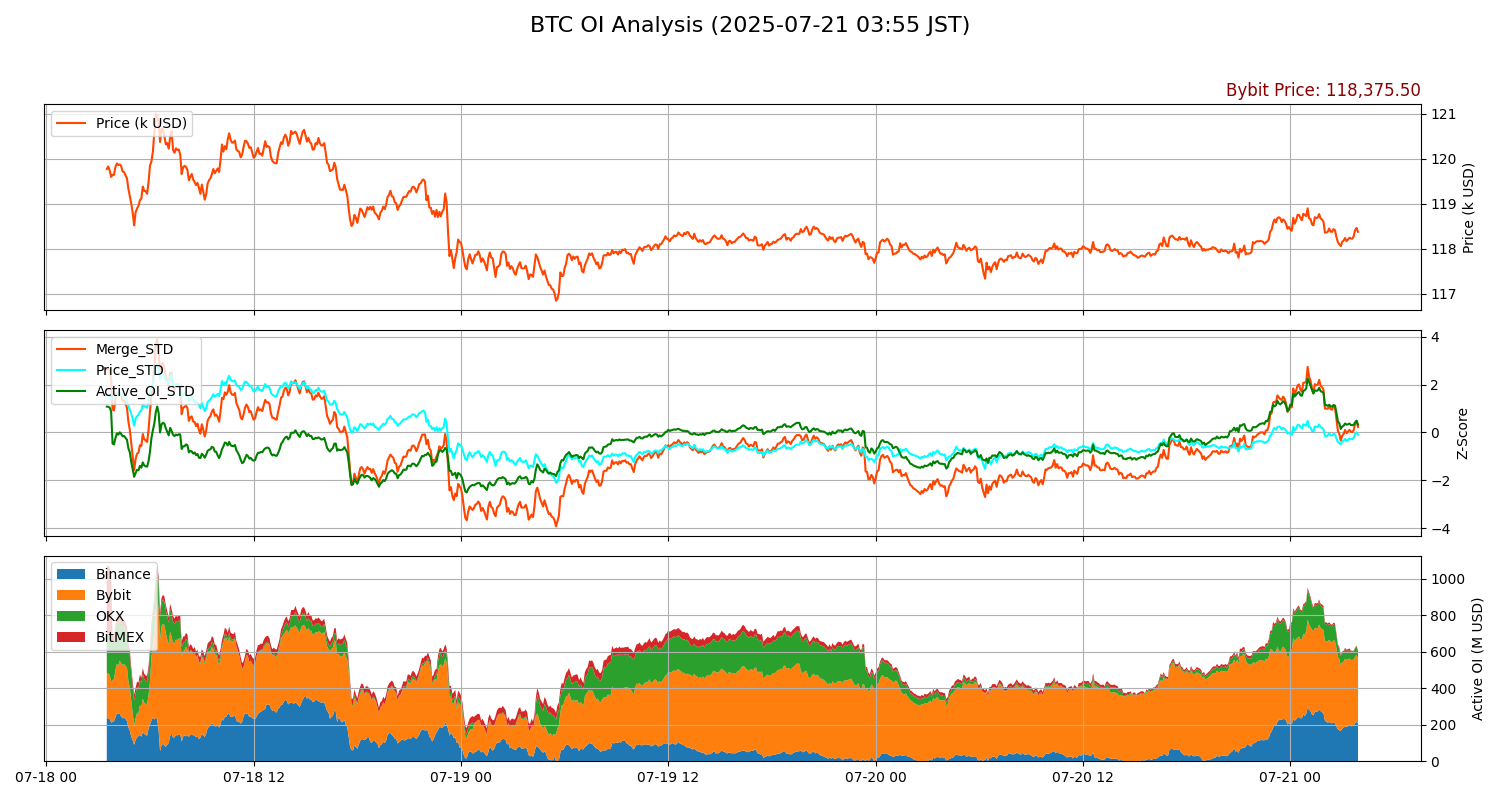 BTC OI Analysis (2025-07-21 03:55 JST)
Bybit Price: 118,375.50
Price (k USD)
121
120
119
118
117
Price (k USD)
Merge_STD
Price_STD
Active_OI_STD
4
2
0
−2
−4
Z-Score
Binance
Bybit
OKX
BitMEX
1000
800
600
400
200
0
Active OI (M USD)
07-18 00 07-18 12 07-19 00 07-19 12 07-20 00 07-20 12 07-21 00